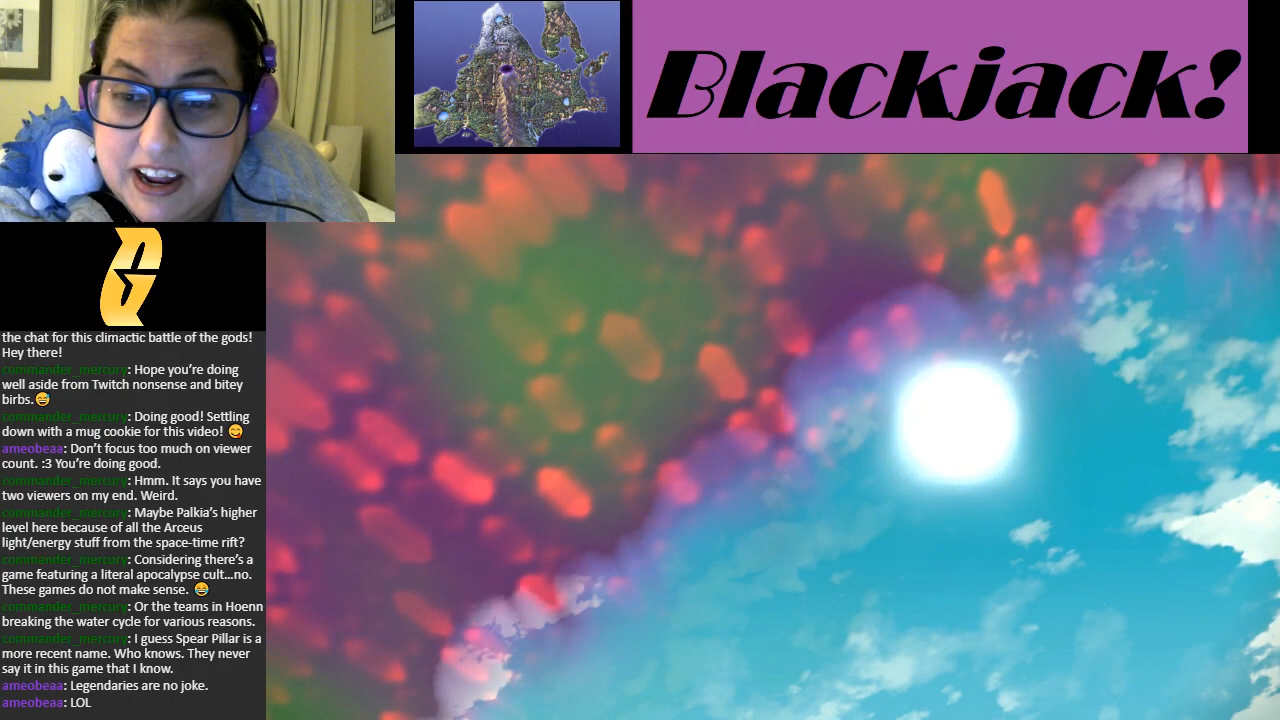 Blackjack!
the chat for this climactic battle of the gods!
Hey there!
commander_mercury: Hope you're doing
well aside from Twitch nonsense and bitey
birbs.😅
commander_mercury: Doing good! Settling
down with a mug cookie for this video! 😋
ameobeaa: Don't focus too much on viewer
count. :3 You're doing good.
commander_mercury: Hmm. It says you have
two viewers on my end. Weird.
commander_mercury: Maybe Palkia's higher
level here because of all the Arceus
light/energy stuff from the space-time rift?
commander_mercury: Considering there's a
game featuring a literal apocalypse cult...no.
These games do not make sense. 😂
commander_mercury: Or the teams in Hoenn
breaking the water cycle for various reasons.
commander_mercury: I guess Spear Pillar is a
more recent name. Who knows. They never
say it in this game that I know.
ameobeaa: Legendaries are no joke.
ameobeaa: LOL